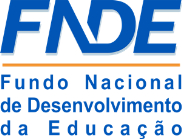 FNDE
Fundo Nacional
de Desenvolvimento
da Educação